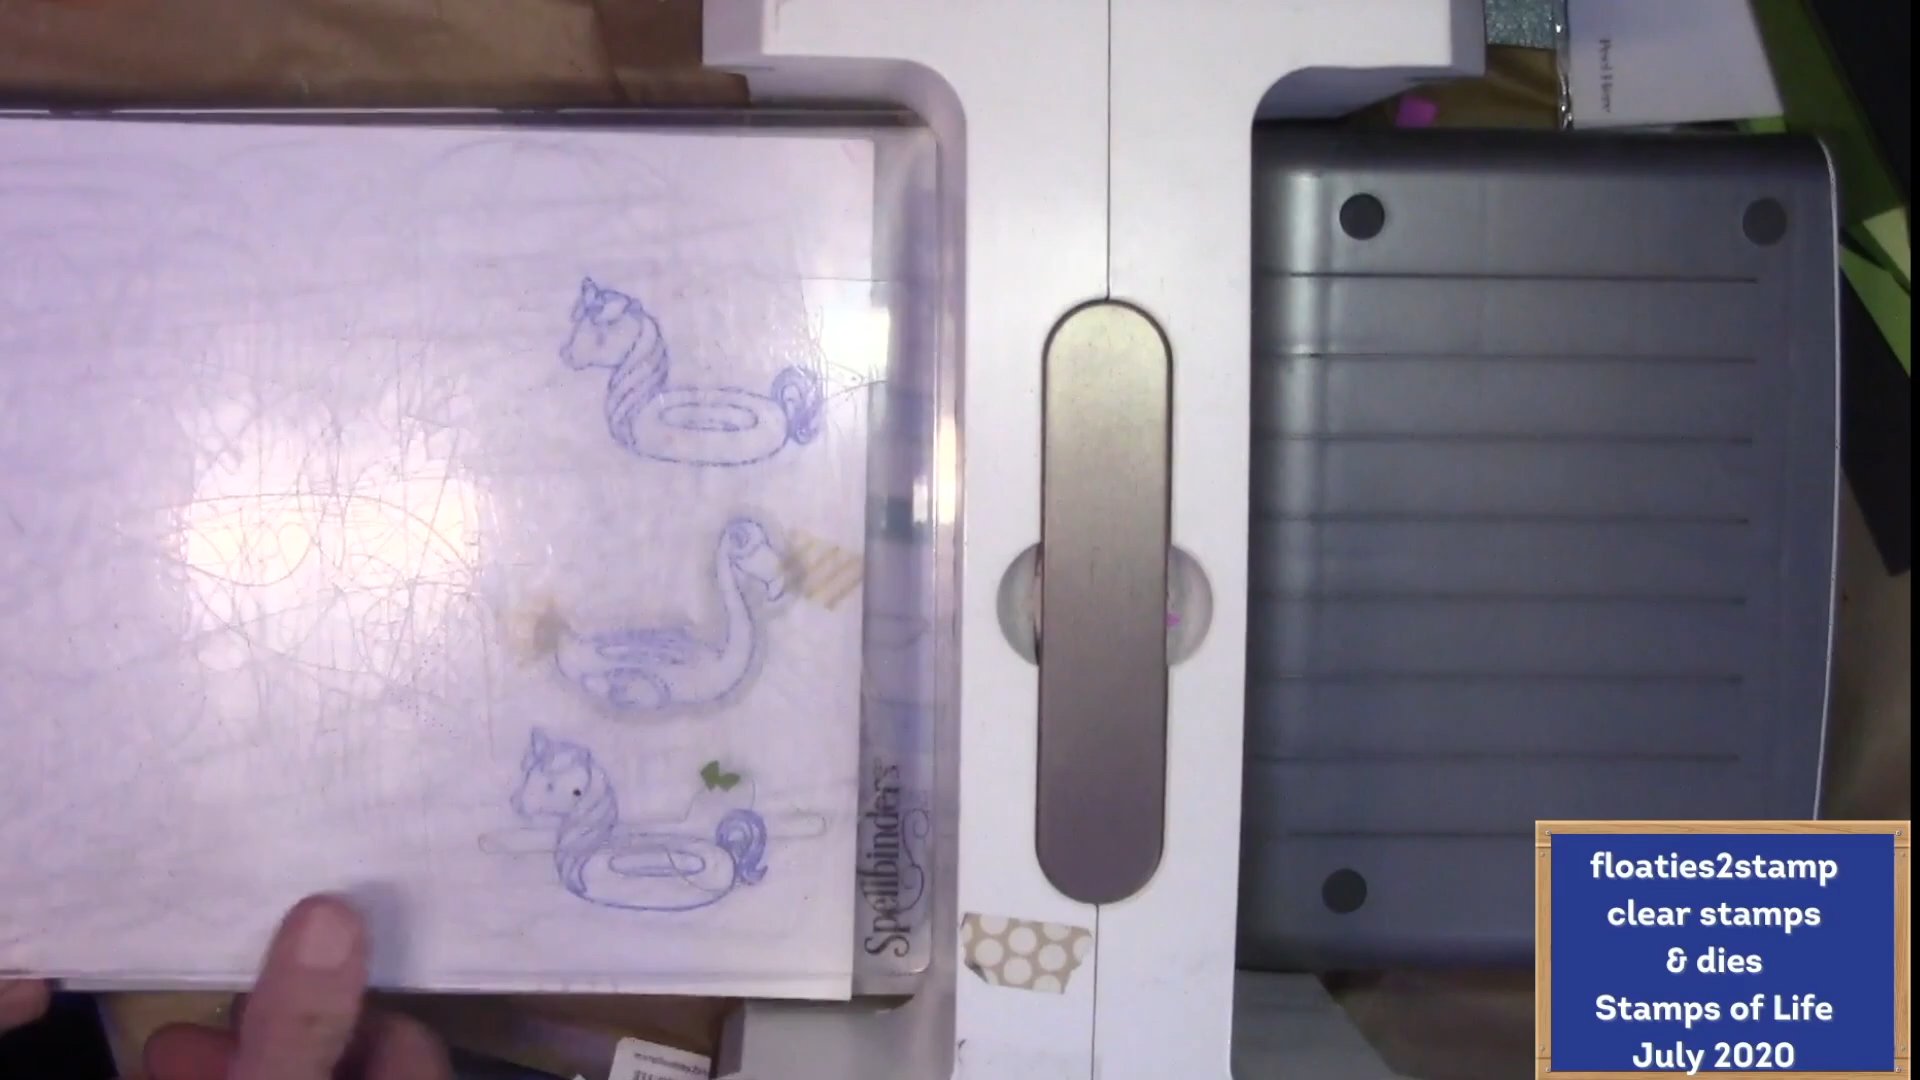 Spellbinders
floaties2stamp
clear stamps
& dies
Stamps of Life
July 2020